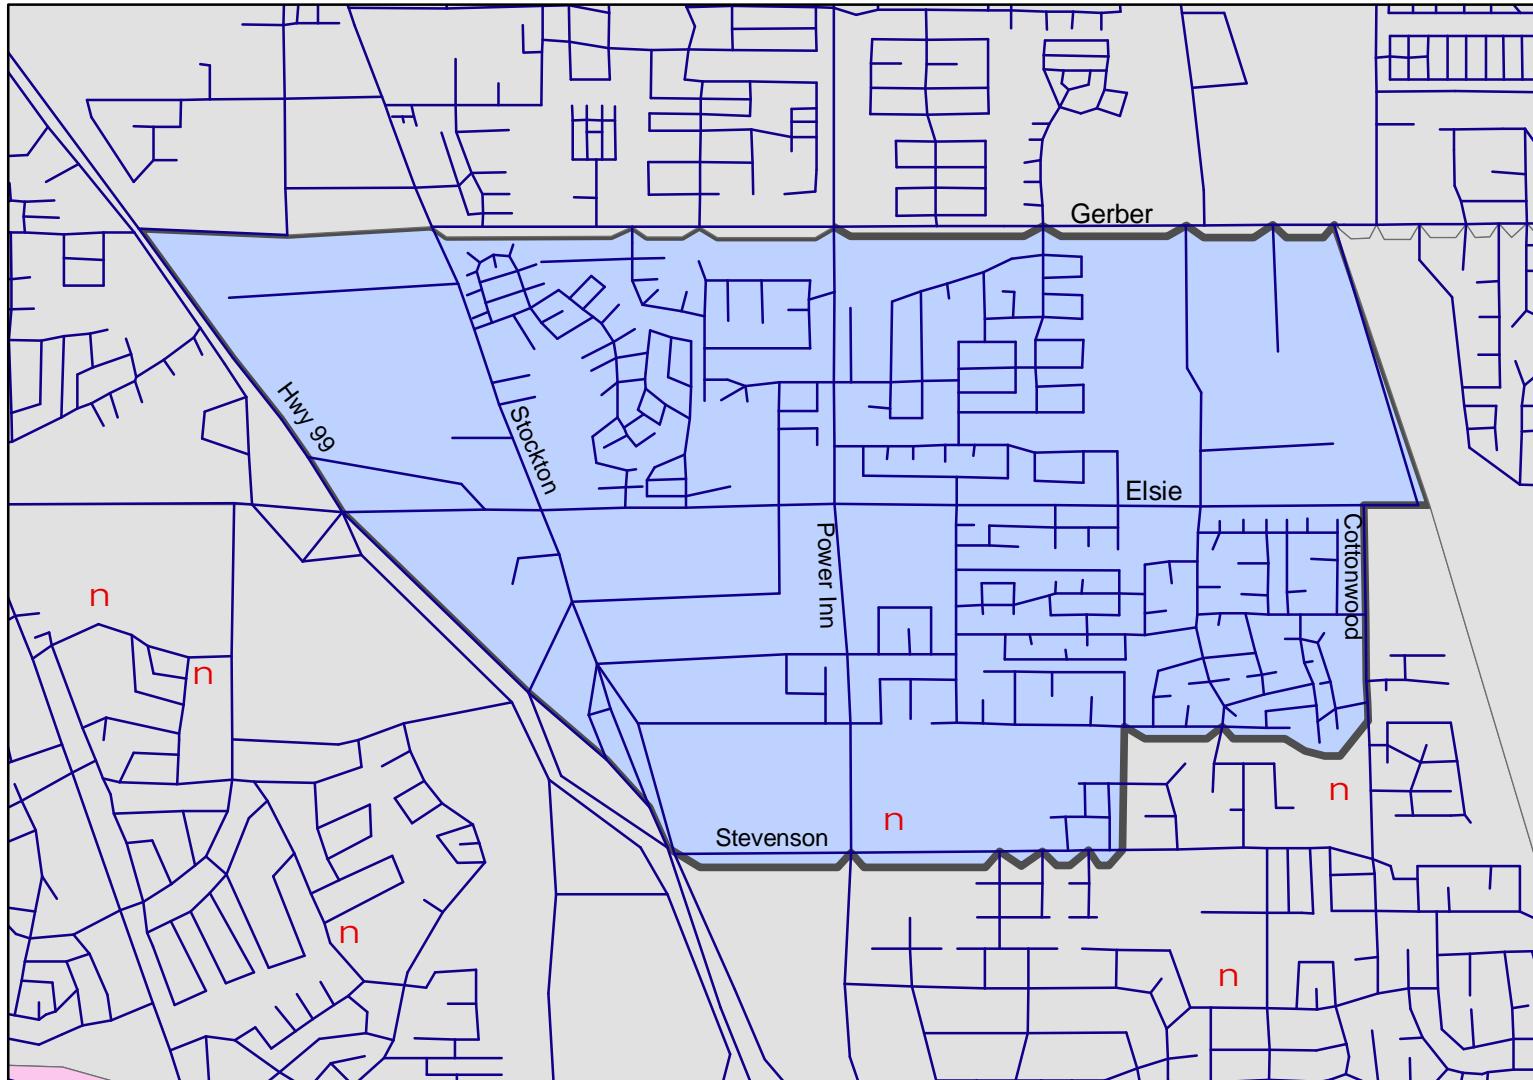 Gerber
Hwy 99
Stockton
Elsie
Power Inn
Cottonwood
n
n
n
n
Stevenson
n
n